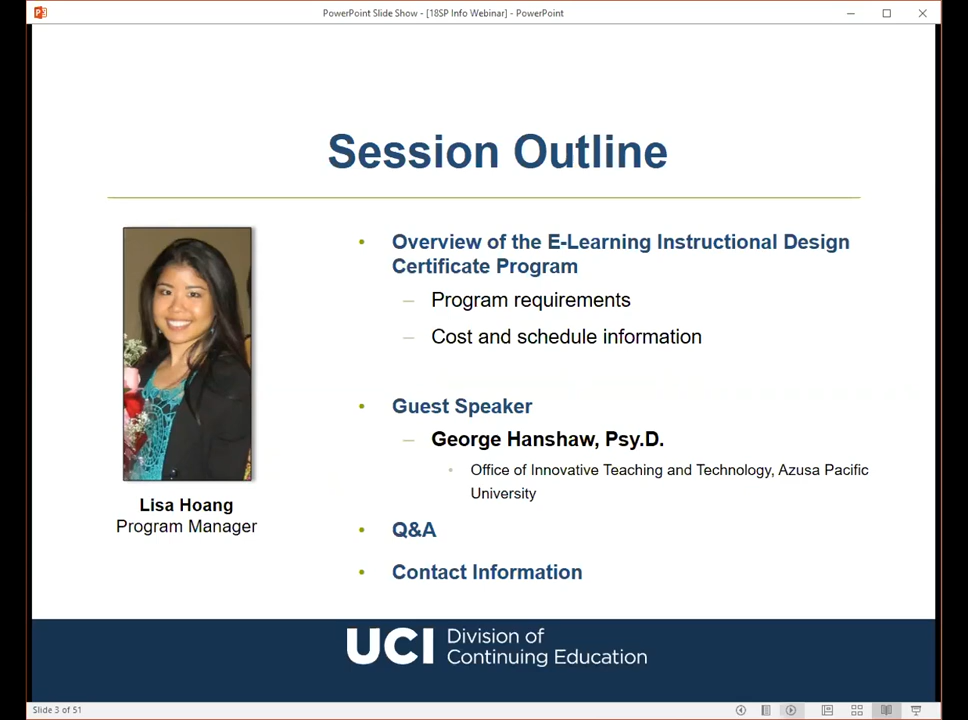 PowerPoint Slide Show - [18SP Info Webinar] - PowerPoint
Session Outline
• Overview of the E-Learning Instructional Design
Certificate Program
– Program requirements
– Cost and schedule information
• Guest Speaker
– George Hanshaw, Psy.D.
• Office of Innovative Teaching and Technology, Azusa Pacific
University
• Q&A
• Contact Information
Lisa Hoang
Program Manager
UCI Division of
Continuing Education
Slide 3 of 51